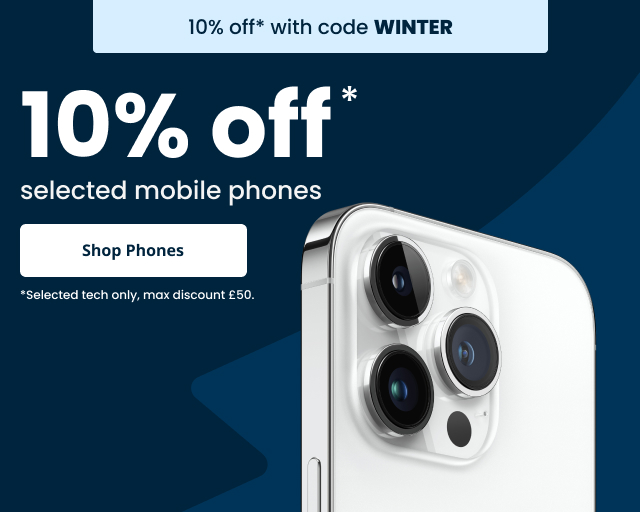 10% off* with code WINTER
10% off*
selected mobile phones
Shop Phones
*Selected tech only, max discount £50.